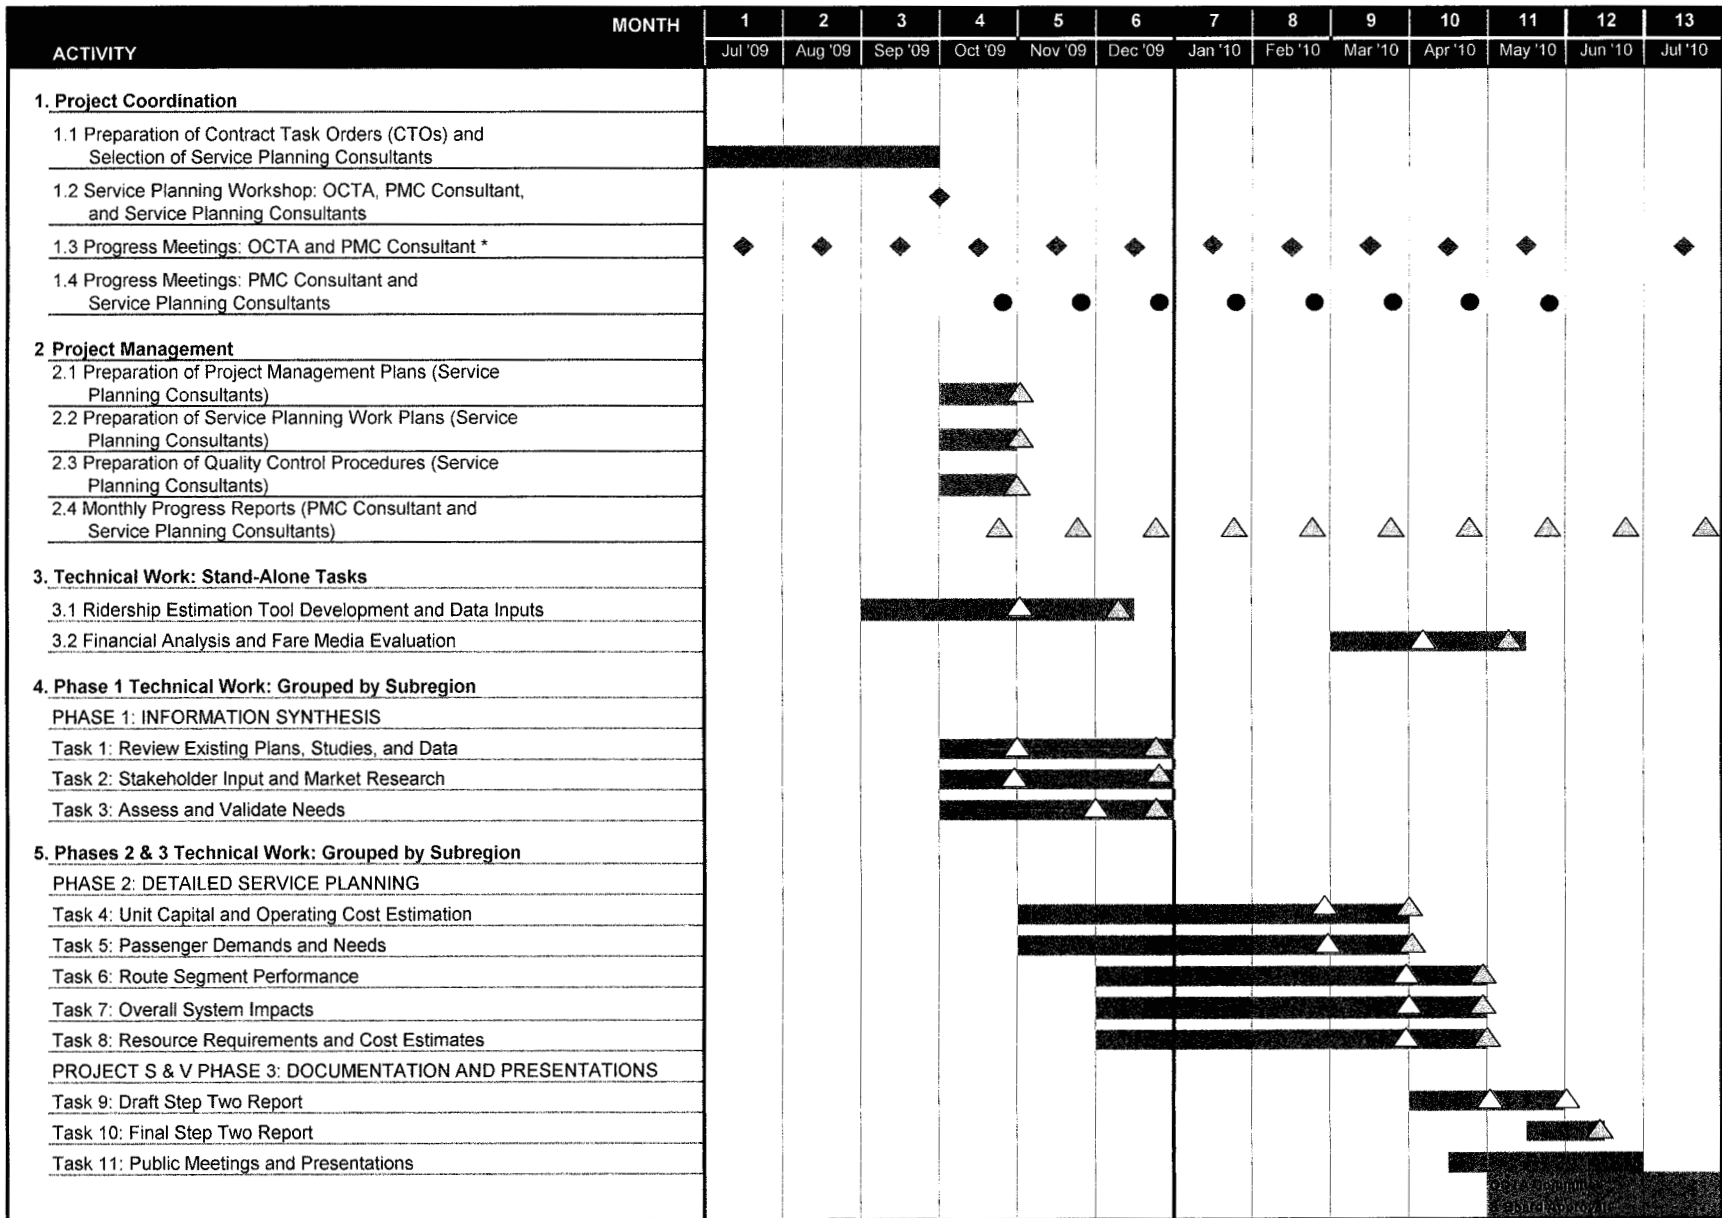 MONTH 1 2 3 4 5 6 7 8 9 10 11 12 13
ACTIVITY Jul '09 Aug '09 Sep '09 Oct '09 Nov '09 Dec '09 Jan '10 Feb '10 Mar '10 Apr '10 May '10 Jun '10 Jul '10
1. Project Coordination
1.1 Preparation of Contract Task Orders (CTOs) and
Selection of Service Planning Consultants
1.2 Service Planning Workshop: OCTA, PMC Consultant,
and Service Planning Consultants
1.3 Progress Meetings: OCTA and PMC Consultant *
1.4 Progress Meetings: PMC Consultant and
Service Planning Consultants
2 Project Management
2.1 Preparation of Project Management Plans (Service
Planning Consultants)
2.2 Preparation of Service Planning Work Plans (Service
Planning Consultants)
2.3 Preparation of Quality Control Procedures (Service
Planning Consultants)
2.4 Monthly Progress Reports (PMC Consultant and
Service Planning Consultants)
3. Technical Work: Stand-Alone Tasks
3.1 Ridership Estimation Tool Development and Data Inputs
3.2 Financial Analysis and Fare Media Evaluation
4. Phase 1 Technical Work: Grouped by Subregion
PHASE 1: INFORMATION SYNTHESIS
Task 1: Review Existing Plans, Studies, and Data
Task 2: Stakeholder Input and Market Research
Task 3: Assess and Validate Needs
5. Phases 2 & 3 Technical Work: Grouped by Subregion
PHASE 2: DETAILED SERVICE PLANNING
Task 4: Unit Capital and Operating Cost Estimation
Task 5: Passenger Demands and Needs
Task 6: Route Segment Performance
Task 7: Overall System Impacts
Task 8: Resource Requirements and Cost Estimates
PROJECT S & V PHASE 3: DOCUMENTATION AND PRESENTATIONS
Task 9: Draft Step Two Report
Task 10: Final Step Two Report
Task 11: Public Meetings and Presentations